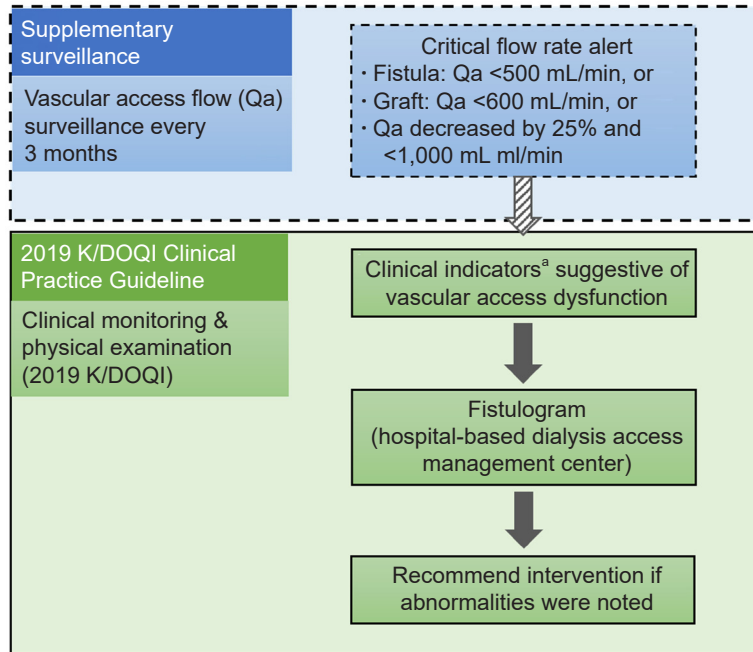 Supplementary
surveillance
Vascular access flow (Qa)
surveillance every
3 months
Critical flow rate alert
· Fistula: Qa <500 mL/min, or
· Graft: Qa <600 mL/min, or
· Qa decreased by 25% and
<1,000 mL ml/min
2019 K/DOQI Clinical
Practice Guideline
Clinical monitoring &
physical examination
(2019 K/DOQI)
Clinical indicatorsᵃ suggestive of
vascular access dysfunction
Fistulogram
(hospital-based dialysis access
management center)
Recommend intervention if
abnormalities were noted